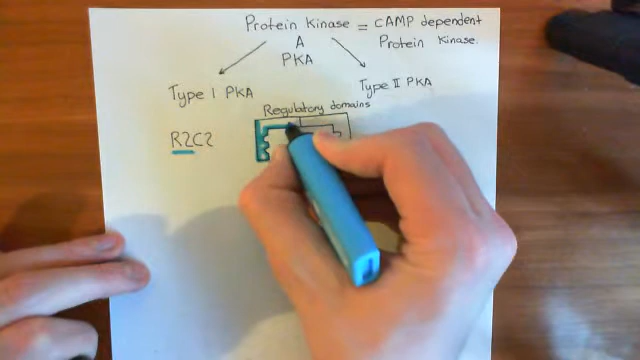 Protein Kinase = cAMP dependent
A Protein Kinase.
PKA
Type I PKA
Type II PKA
Regulatory domains
R2C2